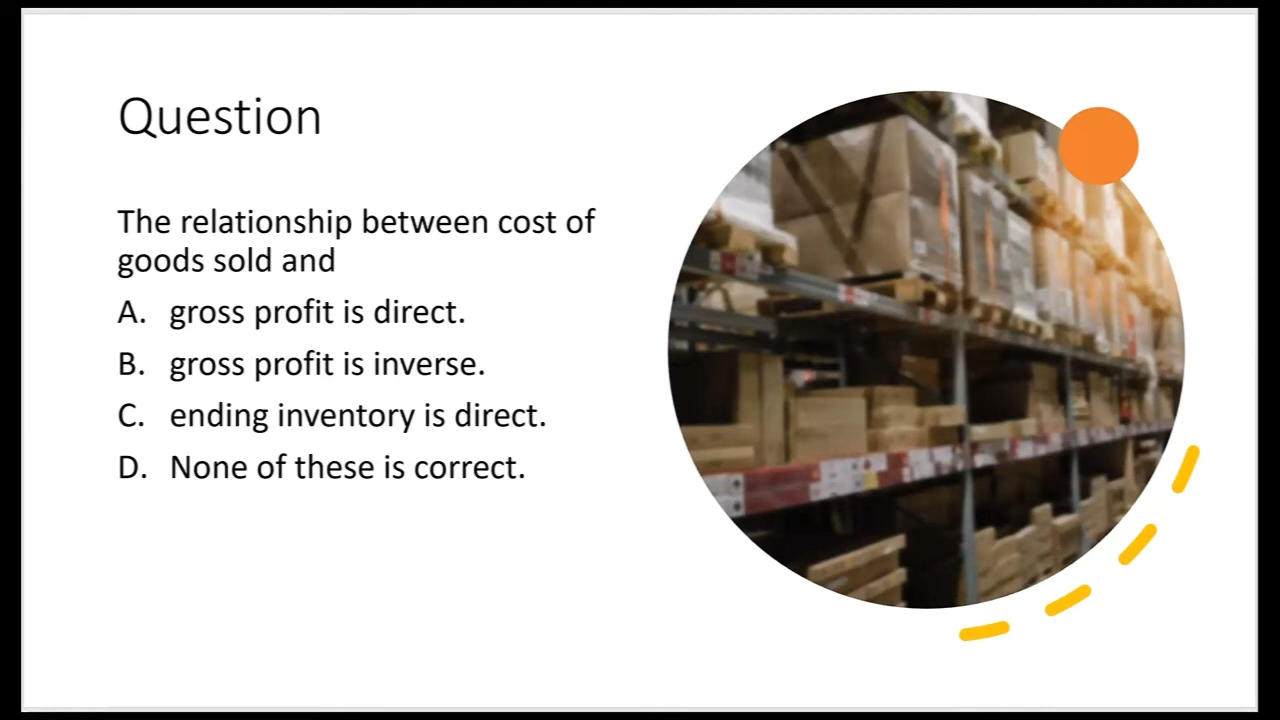 Question
The relationship between cost of
goods sold and
A. gross profit is direct.
B. gross profit is inverse.
C. ending inventory is direct.
D. None of these is correct.